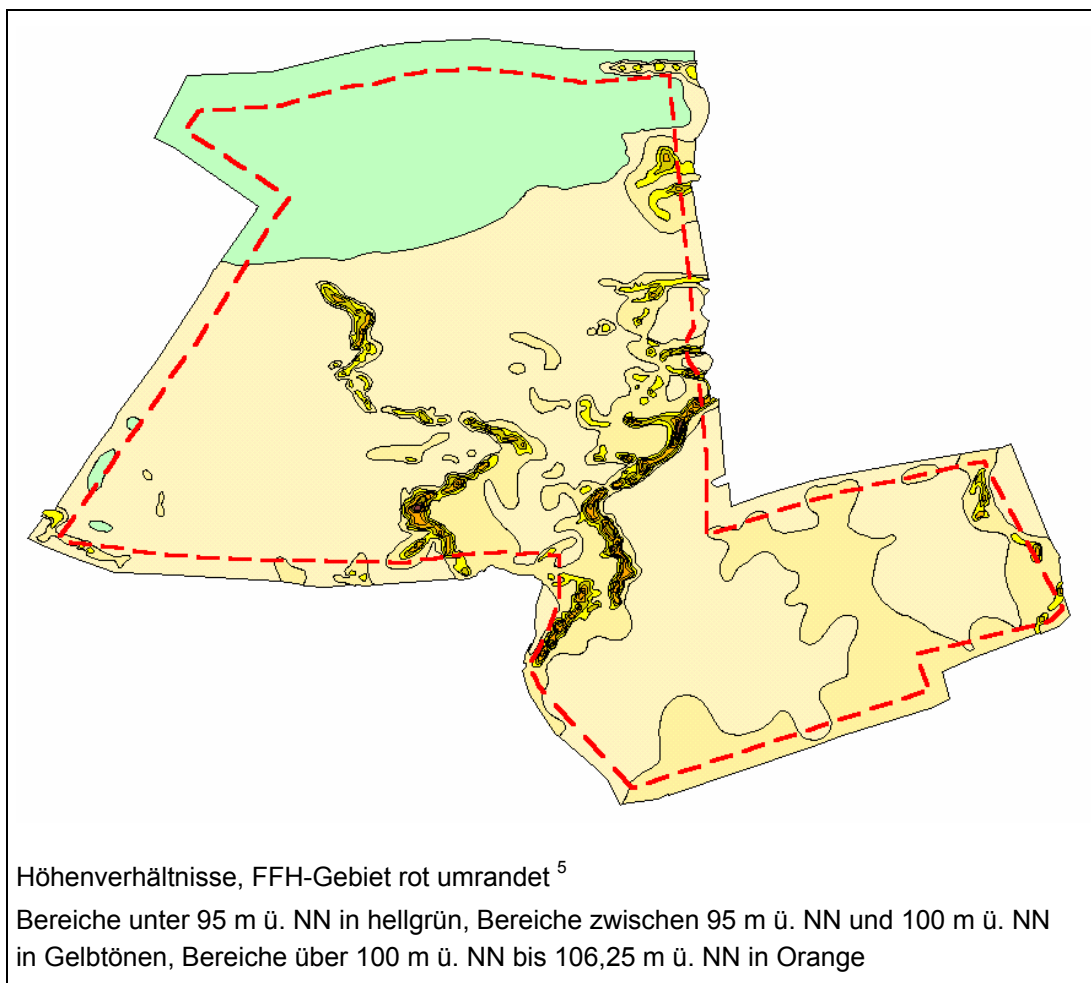 Höhenverhältnisse, FFH-Gebiet rot umrandet 5
Bereiche unter 95 m ü. NN in hellgrün, Bereiche zwischen 95 m ü. NN und 100 m ü. NN
in Gelbtönen, Bereiche über 100 m ü. NN bis 106,25 m ü. NN in Orange